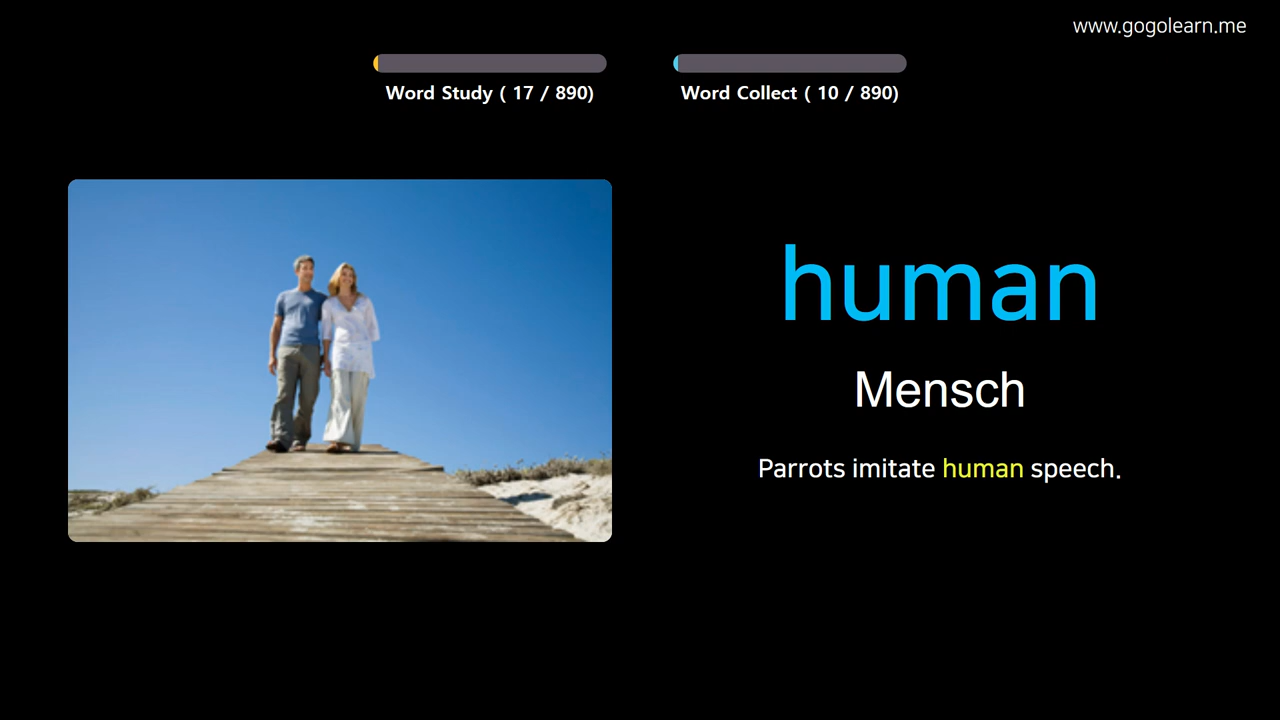 www.gogolearn.me
Word Study ( 17 / 890)
Word Collect ( 10 / 890)
human
Mensch
Parrots imitate human speech.